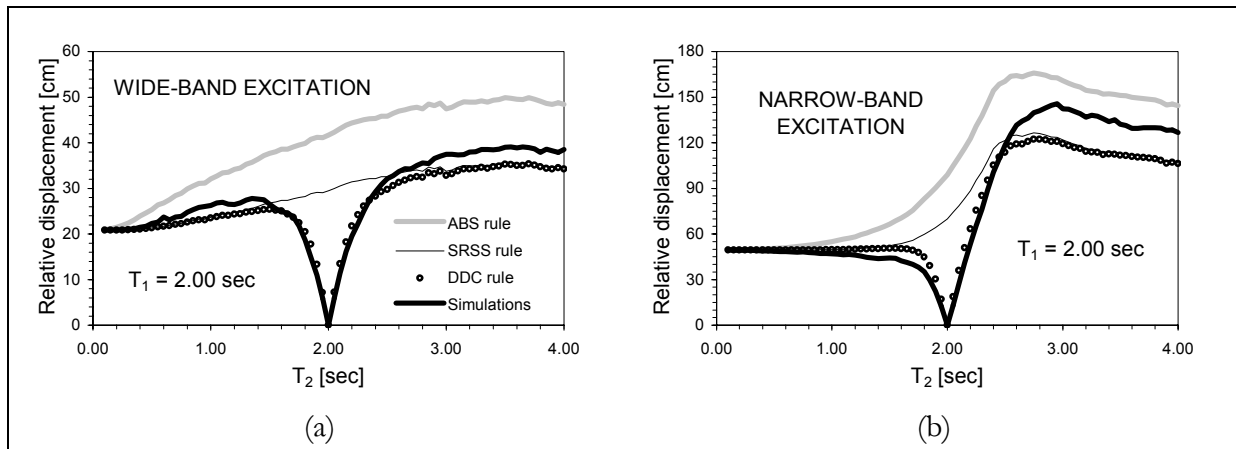 WIDE-BAND EXCITATION
Relative displacement [cm]
60
50
40
30
20
10
0
0.00 1.00 2.00 3.00 4.00
T2 [sec]
T1 = 2.00 sec
ABS rule
SRSS rule
DDC rule
Simulations
(a)
NARROW-BAND
EXCITATION
Relative displacement [cm]
180
150
120
90
60
30
0
0.00 1.00 2.00 3.00 4.00
T2 [sec]
T1 = 2.00 sec
(b)